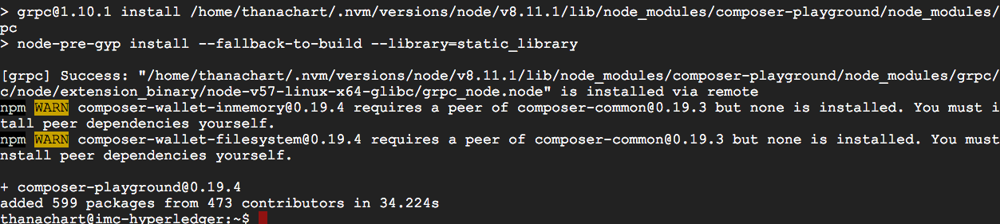 > grpc@1.10.1 install /home/thanachart/.nvm/versions/node/v8.11.1/lib/node_modules/composer-playground/node_modules/
pc
> node-pre-gyp install --fallback-to-build --library=static_library
[grpc] Success: "/home/thanachart/.nvm/versions/node/v8.11.1/lib/node_modules/composer-playground/node_modules/grpc/
c/node/extension_binary/node-v57-linux-x64-glibc/grpc_node.node" is installed via remote
npm WARN composer-wallet-inmemory@0.19.4 requires a peer of composer-common@0.19.3 but none is installed. You must i
tall peer dependencies yourself.
npm WARN composer-wallet-filesystem@0.19.4 requires a peer of composer-common@0.19.3 but none is installed. You must
nstall peer dependencies yourself.
+ composer-playground@0.19.4
added 599 packages from 473 contributors in 34.224s
thanachart@imc-hyperledger:~$